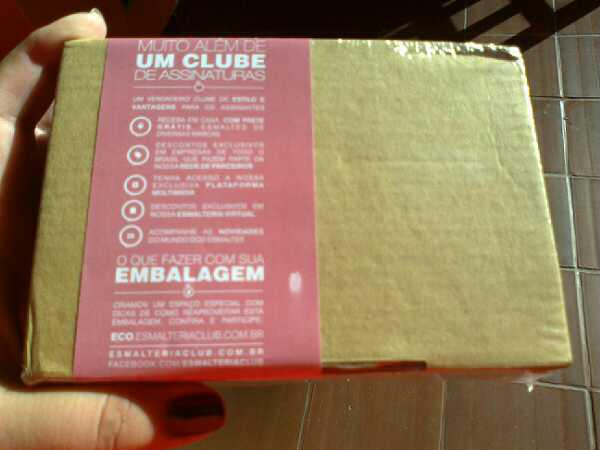 MUITO ALÉM DE
UM CLUBE
DE ASSINATURAS
UM VERDADEIRO CLUBE DE ESTILO E
VANTAGENS PARA OS ASSINANTES
RECEBA EM CASA, COM FRETE
GRÁTIS, ESMALTES DE
DIVERSAS MARCAS
DESCONTOS EXCLUSIVOS
EM EMPRESAS DE TODO O
BRASIL QUE FAZEM PARTE DA
NOSSA REDE DE PARCEIROS
TENHA ACESSO A NOSSA
EXCLUSIVA PLATAFORMA
MULTIMÍDIA
DESCONTOS EXCLUSIVOS EM
NOSSA ESMALTERIA VIRTUAL
ACOMPANHE AS NOVIDADES
DO MUNDO DOS ESMALTES
O QUE FAZER COM SUA
EMBALAGEM
CRIAMOS UM ESPAÇO ESPECIAL COM
DICAS DE COMO REAPROVEITAR ESTA
EMBALAGEM, CONFIRA E PARTICIPE.
ECO.ESMALTERIACLUB.COM.BR
ESMALTERIACLUB.COM.BR
FACEBOOK.COM/ESMALTERIACLUB